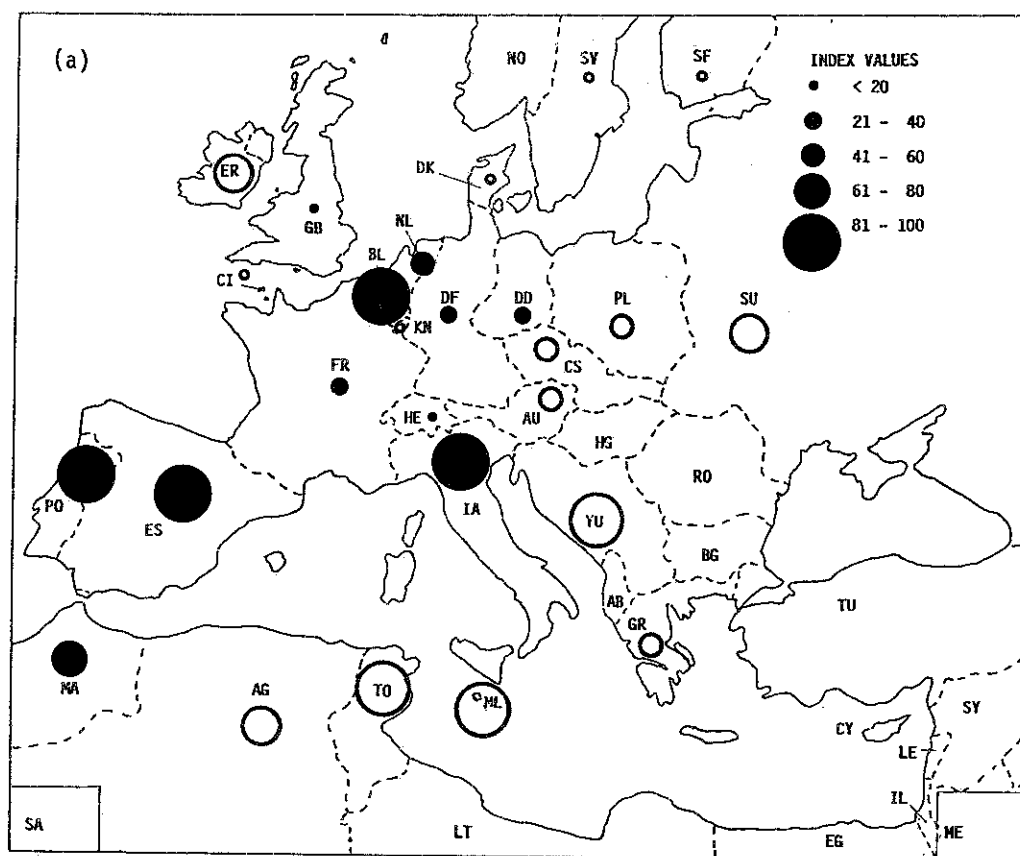 (a)
NO
SV
SF
INDEX VALUES
< 20
21 - 40
41 - 60
61 - 80
81 - 100
ER
DK
GB
NL
BL
CI
DF
DD
PL
SU
KN
CS
FR
HE
AU
HG
RO
PO
ES
IA
YU
BG
AB
TU
GR
MA
AG
TO
ML
CY
SY
LE
IL
SA
LT
EG
ME